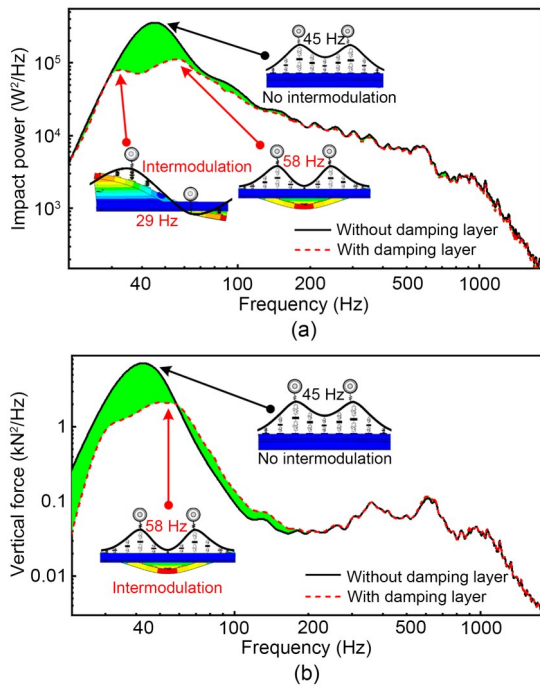 Impact power (W²/Hz)
10⁵
10⁴
10³
45 Hz
No intermodulation
Intermodulation
58 Hz
29 Hz
Without damping layer
With damping layer
40
100
200
500
1000
Frequency (Hz)
(a)
Vertical force (kN²/Hz)
1
0.1
0.01
45 Hz
No intermodulation
58 Hz
Intermodulation
Without damping layer
With damping layer
40
100
200
500
1000
Frequency (Hz)
(b)